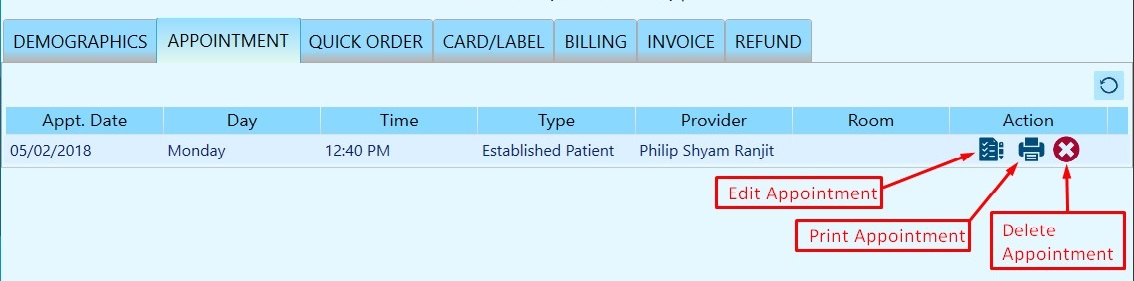 DEMOGRAPHICS APPOINTMENT QUICK ORDER CARD/LABEL BILLING INVOICE REFUND
Appt. Date Day Time Type Provider Room Action
05/02/2018 Monday 12:40 PM Established Patient Philip Shyam Ranjit
Edit Appointment
Print Appointment
Delete
Appointment